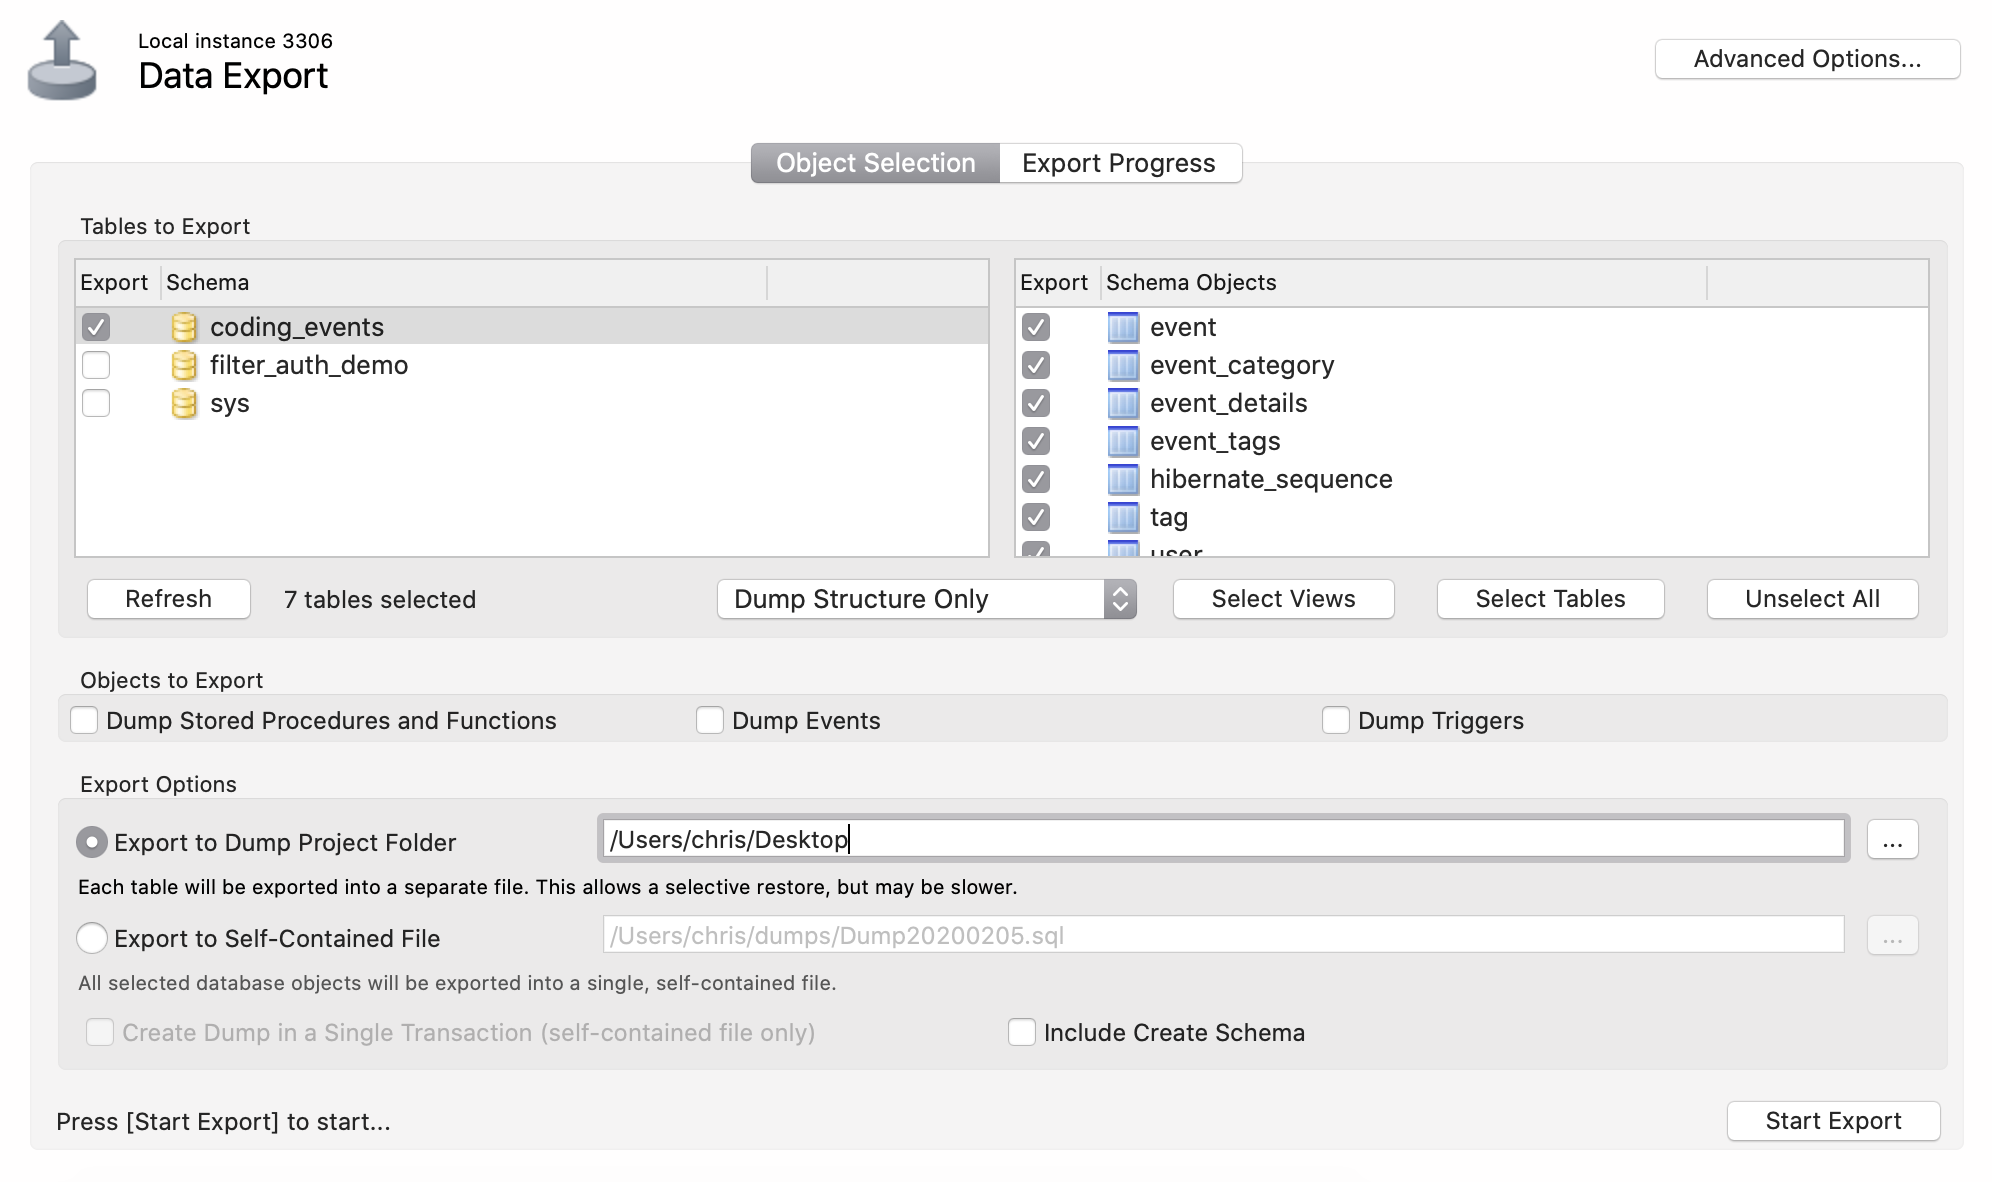 Local instance 3306
Data Export
Advanced Options...
Object Selection Export Progress
Tables to Export
Export Schema
coding_events
filter_auth_demo
sys
Export Schema Objects
event
event_category
event_details
event_tags
hibernate_sequence
tag
user
Refresh 7 tables selected Dump Structure Only Select Views Select Tables Unselect All
Objects to Export
Dump Stored Procedures and Functions Dump Events Dump Triggers
Export Options
Export to Dump Project Folder /Users/chris/Desktop ...
Each table will be exported into a separate file. This allows a selective restore, but may be slower.
Export to Self-Contained File /Users/chris/dumps/Dump20200205.sql ...
All selected database objects will be exported into a single, self-contained file.
Create Dump in a Single Transaction (self-contained file only) Include Create Schema
Press [Start Export] to start... Start Export